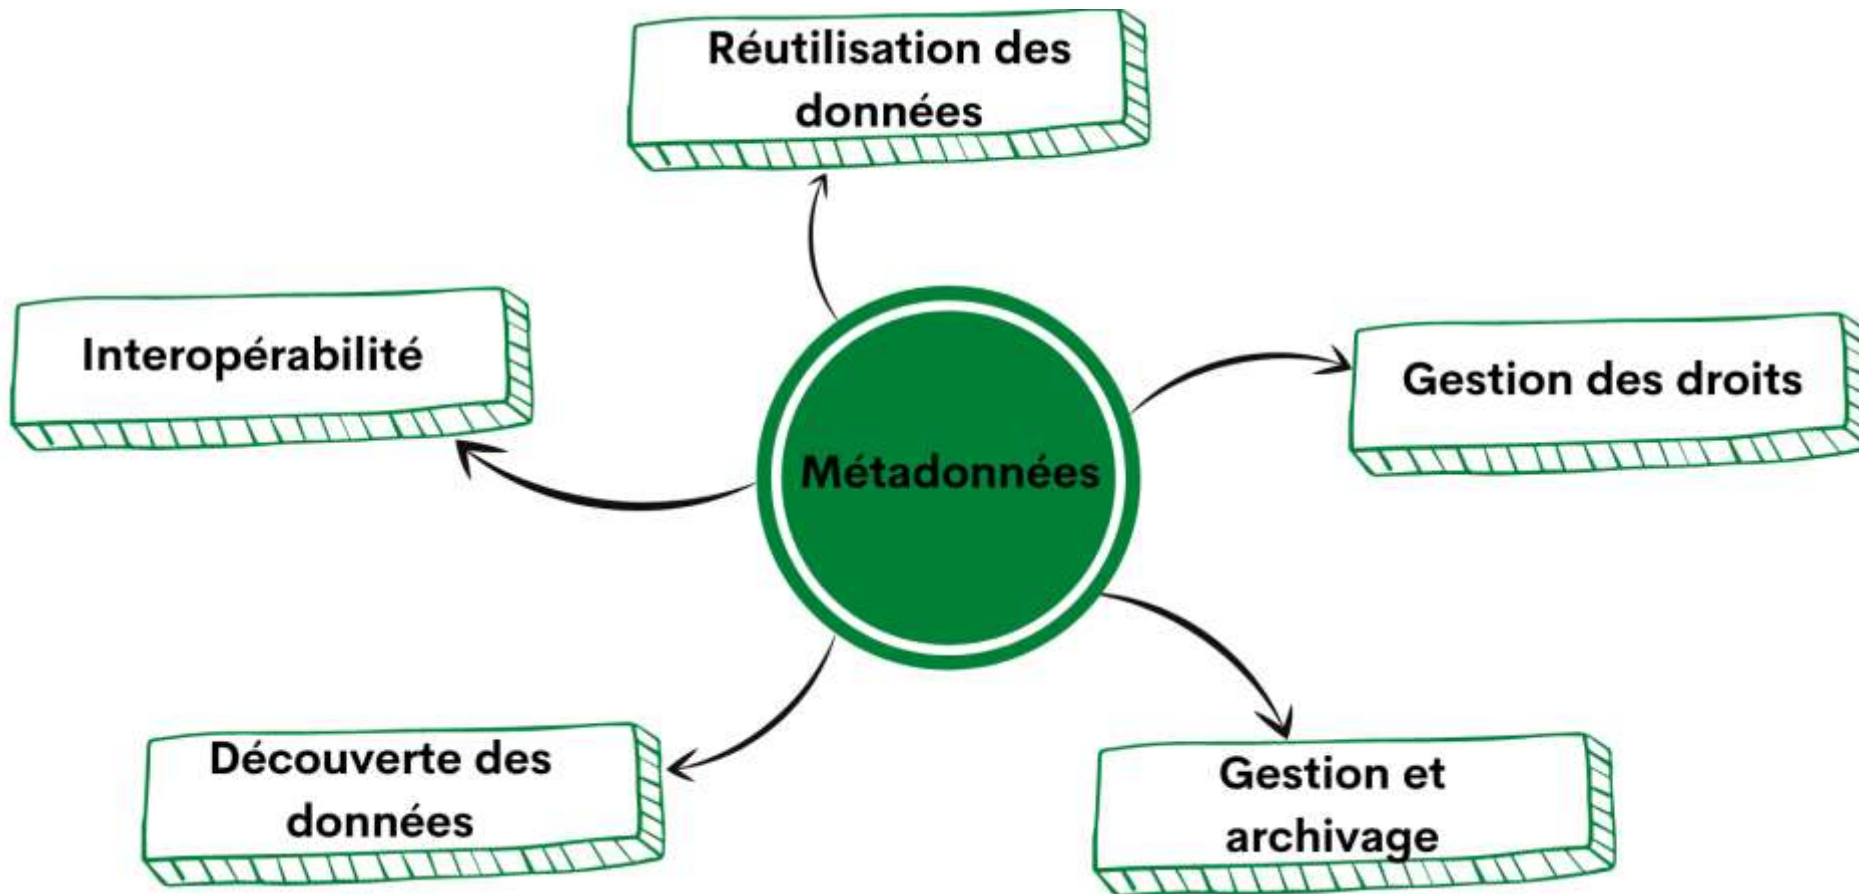 Réutilisation des
données
Interopérabilité
Gestion des droits
Métadonnées
Découverte des
données
Gestion et
archivage